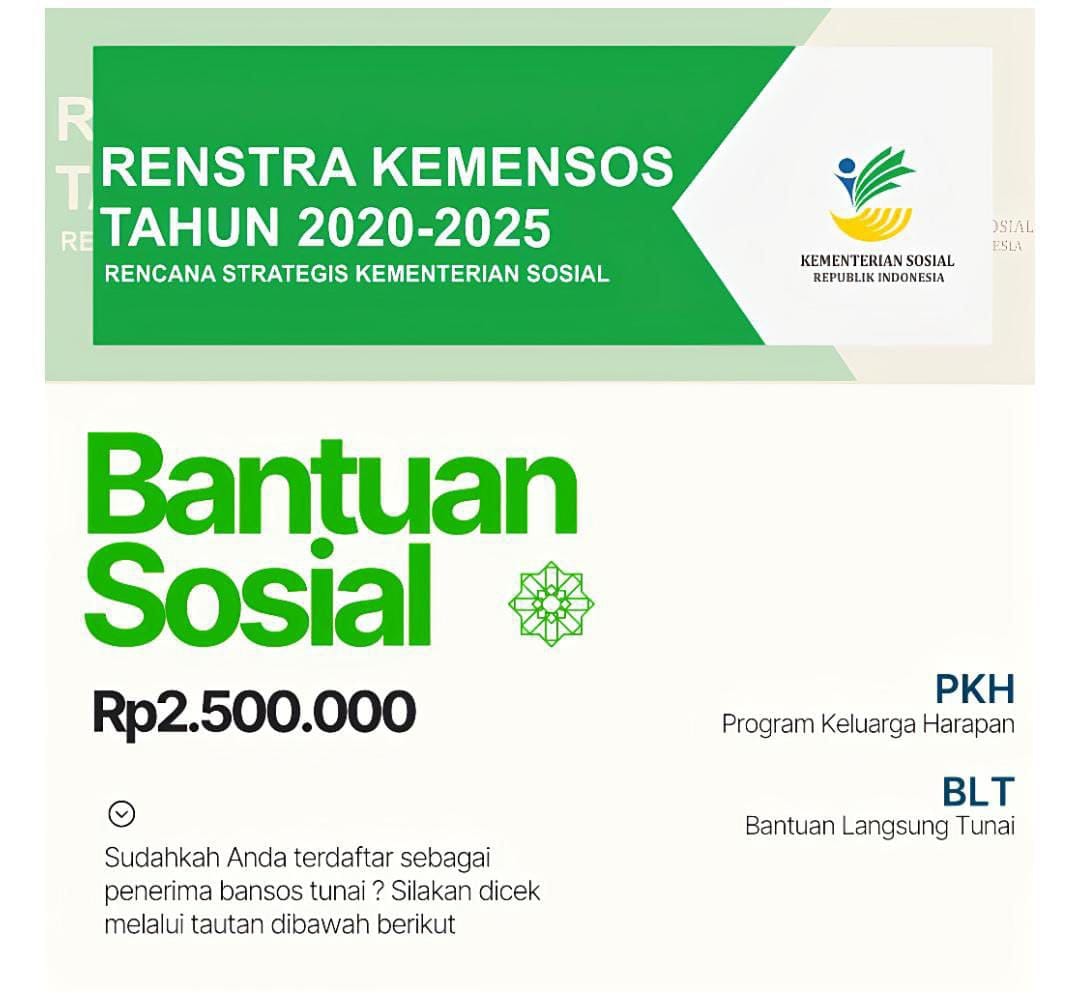 RENSTRA KEMENSOS
TAHUN 2020-2025
RENCANA STRATEGIS KEMENTERIAN SOSIAL
KEMENTERIAN SOSIAL
REPUBLIK INDONESIA
Bantuan
Sosial
Rp2.500.000
PKH
Program Keluarga Harapan
BLT
Bantuan Langsung Tunai
Sudahkah Anda terdaftar sebagai
penerima bansos tunai ? Silakan dicek
melalui tautan dibawah berikut